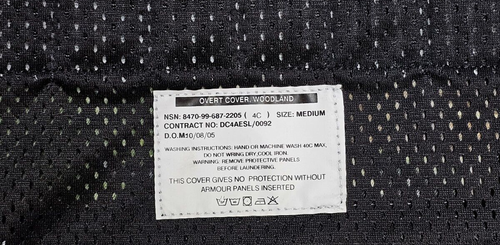 OVERT COVER, WOODLAND
NSN: 8470-99-687-2205 ( 4C ) SIZE: MEDIUM
CONTRACT NO: DC4AESL/0092
D.O.M:10/08/05
WASHING INSTRUCTIONS: HAND OR MACHINE WASH 40C MAX,
DO NOT WRING.DRY,COOL IRON.
WARNING: REMOVE PROTECTIVE PANELS
BEFORE LAUNDERING.
THIS COVER GIVES NO PROTECTION WITHOUT
ARMOUR PANELS INSERTED